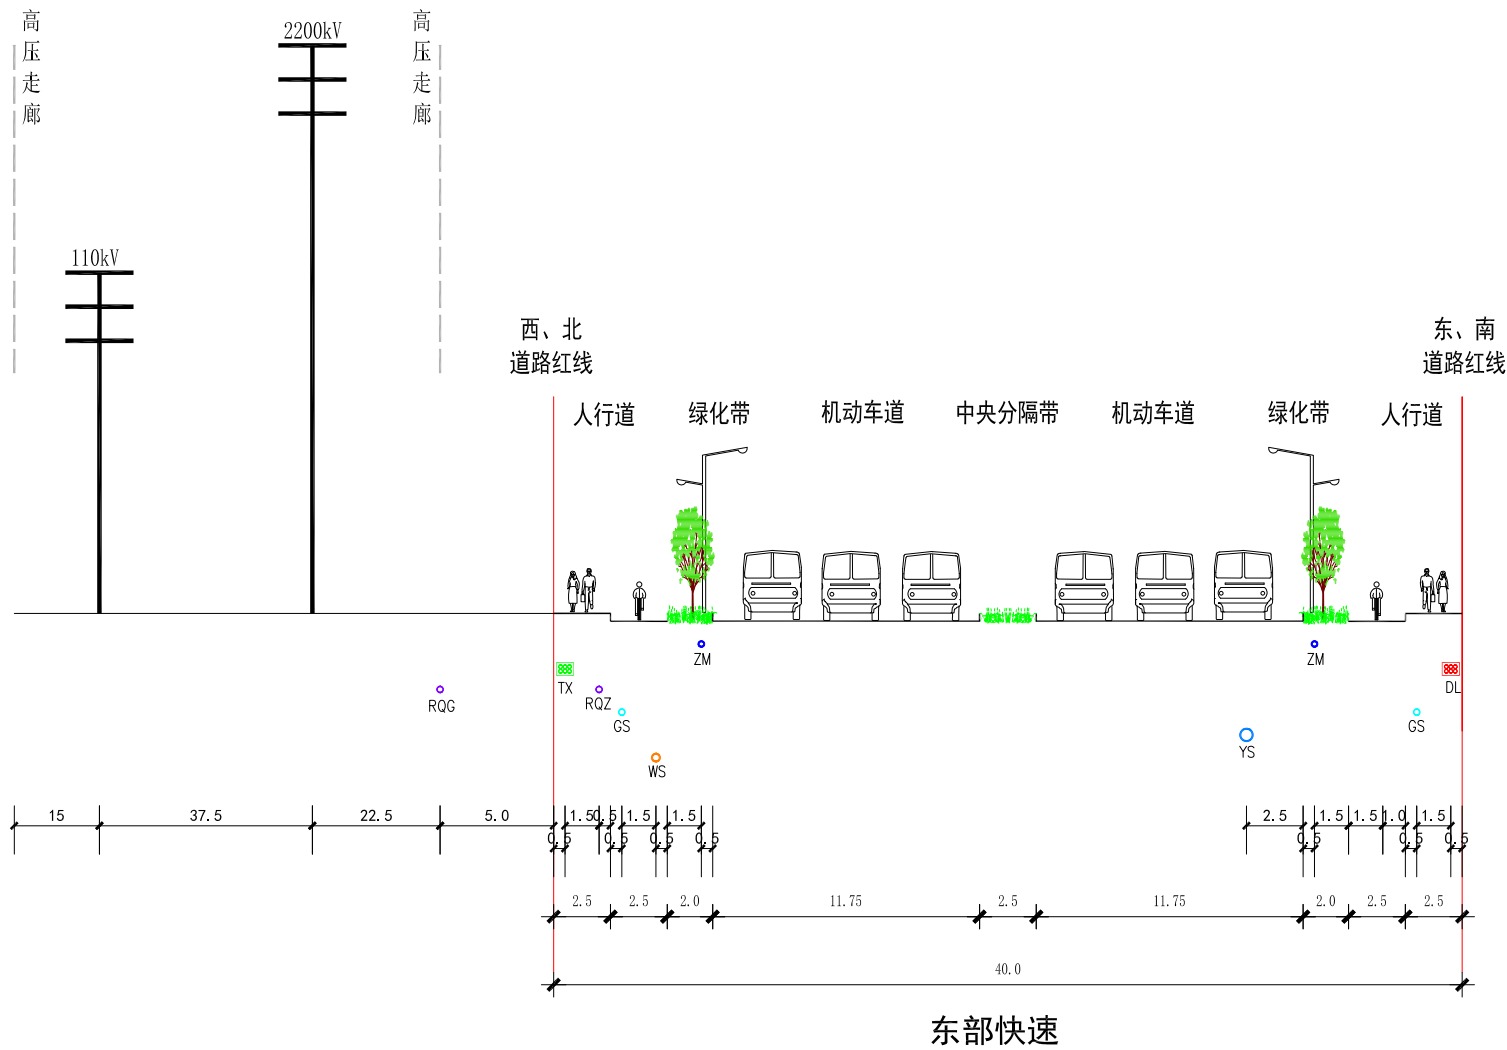 高压走廊
2200kV
高压走廊
110kV
西、北
道路红线
东、南
道路红线
人行道
绿化带
机动车道
中央分隔带
机动车道
绿化带
人行道
ZM
ZM
TX
RQZ
DL
RQG
GS
GS
WS
YS
15
37.5
22.5
5.0
1.5
0.5
1.5
1.5
2.5
1.5
1.5
1.0
1.5
0.5
0.5
0.5
0.5
0.5
0.5
0.5
2.5
2.5
2.0
11.75
2.5
11.75
2.0
2.5
2.5
40.0
东部快速